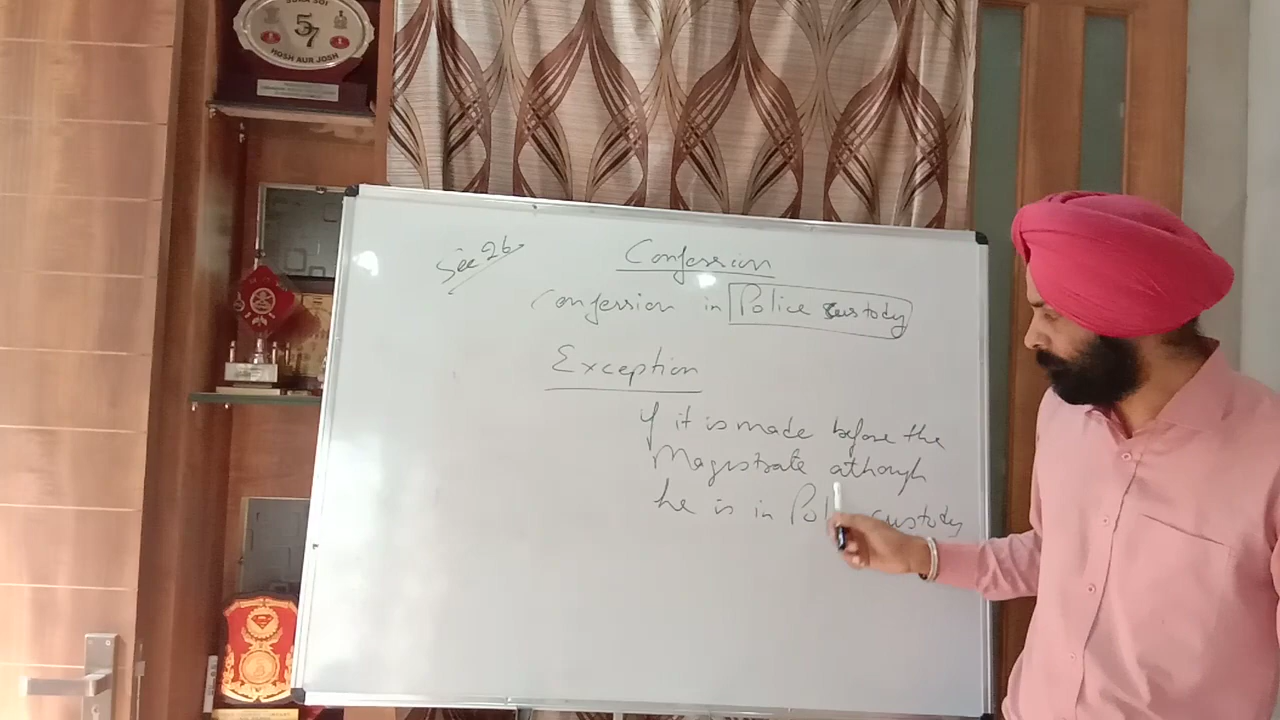 57
HOSH AUR JOSH
Sec 26
Confession
Confession in Police custody
Exception
If it is made before the
Magistrate athough
he is in Police custody